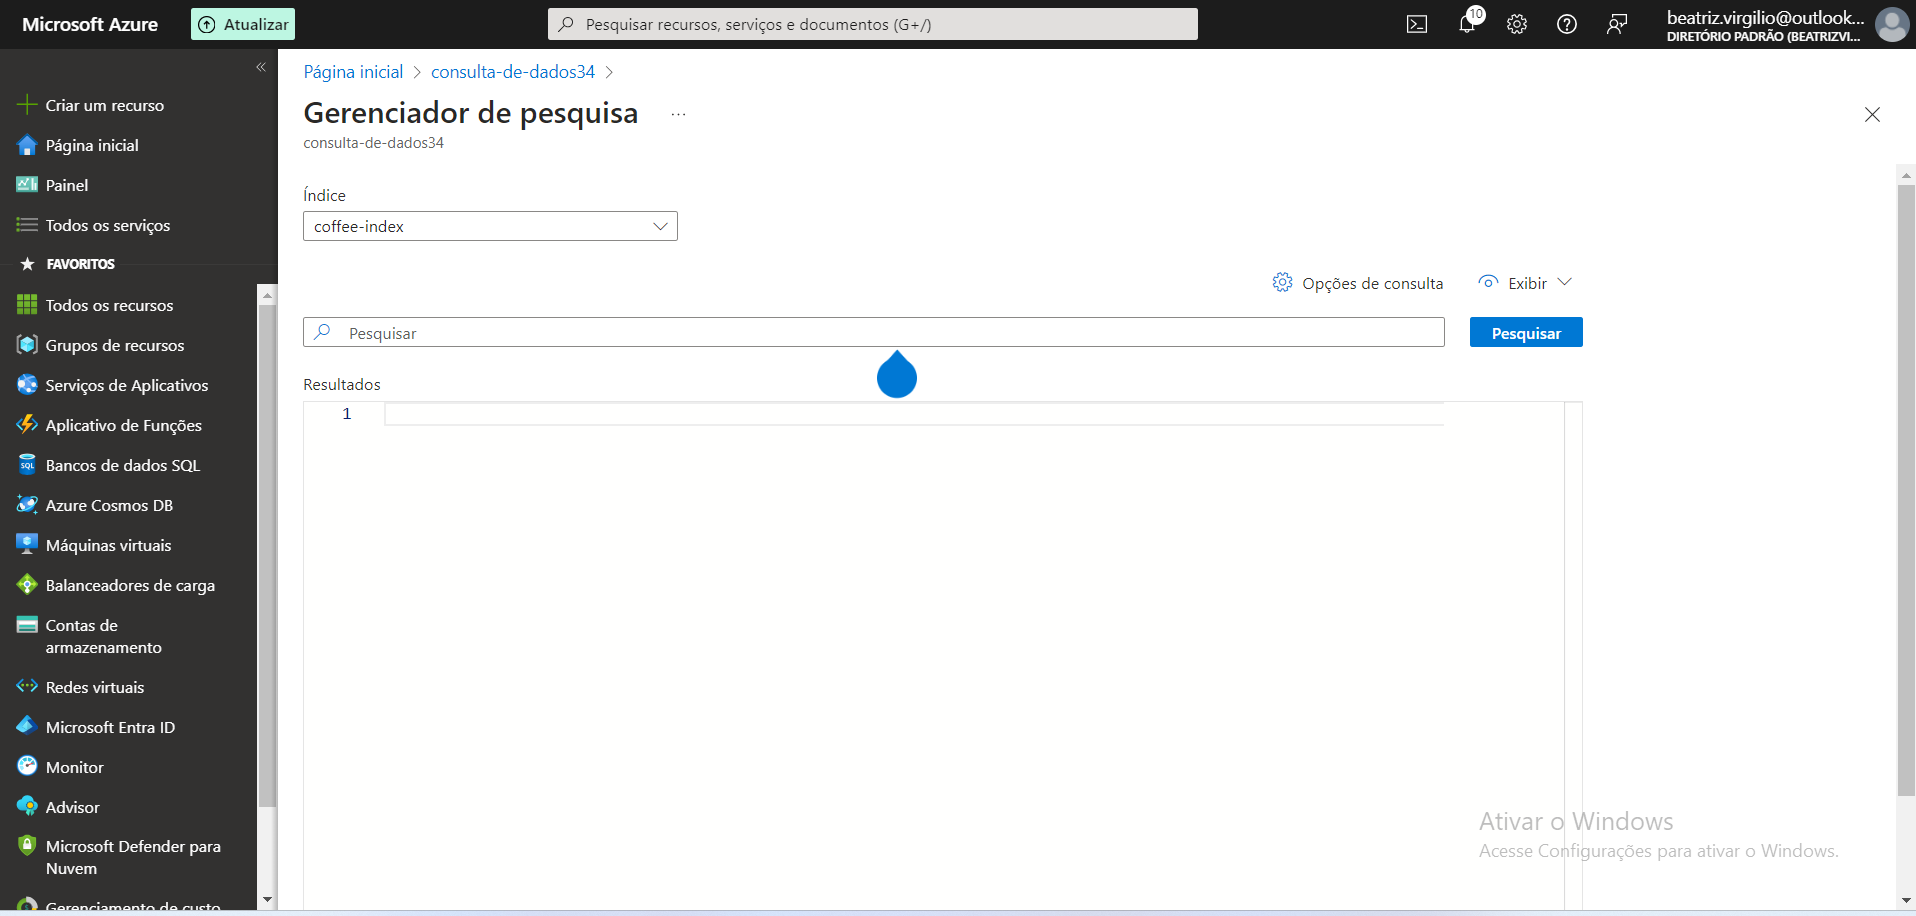 Microsoft Azure
Atualizar
Pesquisar recursos, serviços e documentos (G+/)
10
beatriz.virgilio@outlook...
DIRETÓRIO PADRÃO (BEATRIZVI...
Criar um recurso
Página inicial
Painel
Todos os serviços
FAVORITOS
Todos os recursos
Grupos de recursos
Serviços de Aplicativos
Aplicativo de Funções
SQL
Bancos de dados SQL
Azure Cosmos DB
Máquinas virtuais
Balanceadores de carga
Contas de
armazenamento
Redes virtuais
Microsoft Entra ID
Monitor
Advisor
Microsoft Defender para
Nuvem
Gerenciamento de custo
Página inicial > consulta-de-dados34 >
Gerenciador de pesquisa ...
consulta-de-dados34
Índice
coffee-index
Opções de consulta
Exibir
Pesquisar
Pesquisar
Resultados
1
Ativar o Windows
Acesse Configurações para ativar o Windows.